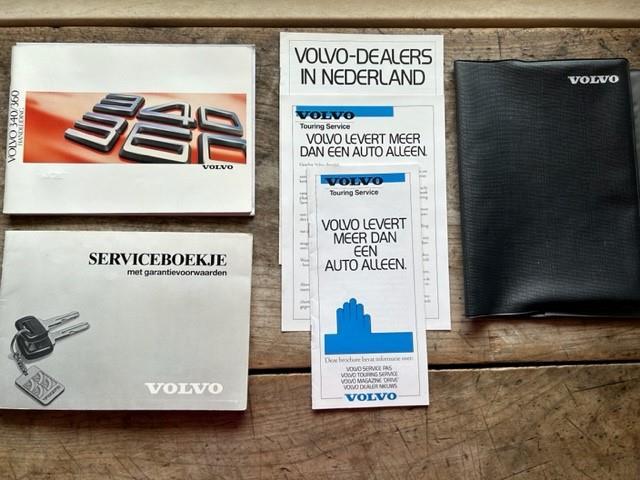 VOLVO 340/360
HANDLEIDING
340
360
VOLVO
SERVICEBOEKJE
met garantievoorwaarden
VOLVO
VOLVO-DEALERS
IN NEDERLAND
VOLVO
Touring Service
VOLVO LEVERT MEER
DAN EEN AUTO ALLEEN.
VOLVO
Touring Service
VOLVO LEVERT
MEER DAN
EEN
AUTO ALLEEN.
Deze brochure bevat informatie over:
VOLVO SERVICE PAS
VOLVO TOURING SERVICE
VOLVO MAGAZINE 'DRIVE'
VOLVO DEALER NIEUWS
VOLVO
VOLVO